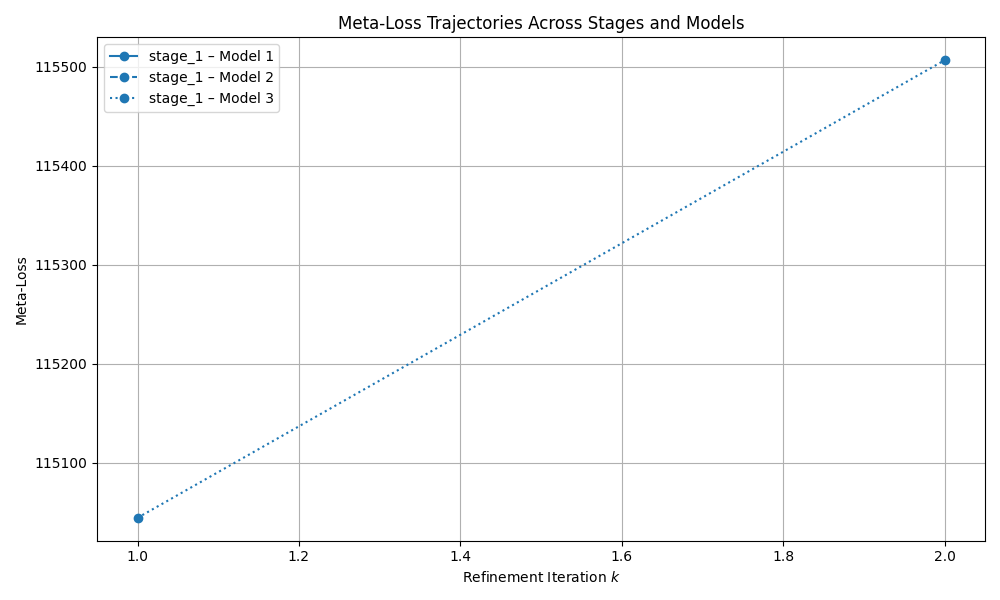 Meta-Loss Trajectories Across Stages and Models
stage_1 – Model 1
stage_1 – Model 2
stage_1 – Model 3
115500
115400
115300
115200
115100
Meta-Loss
1.0 1.2 1.4 1.6 1.8 2.0
Refinement Iteration k